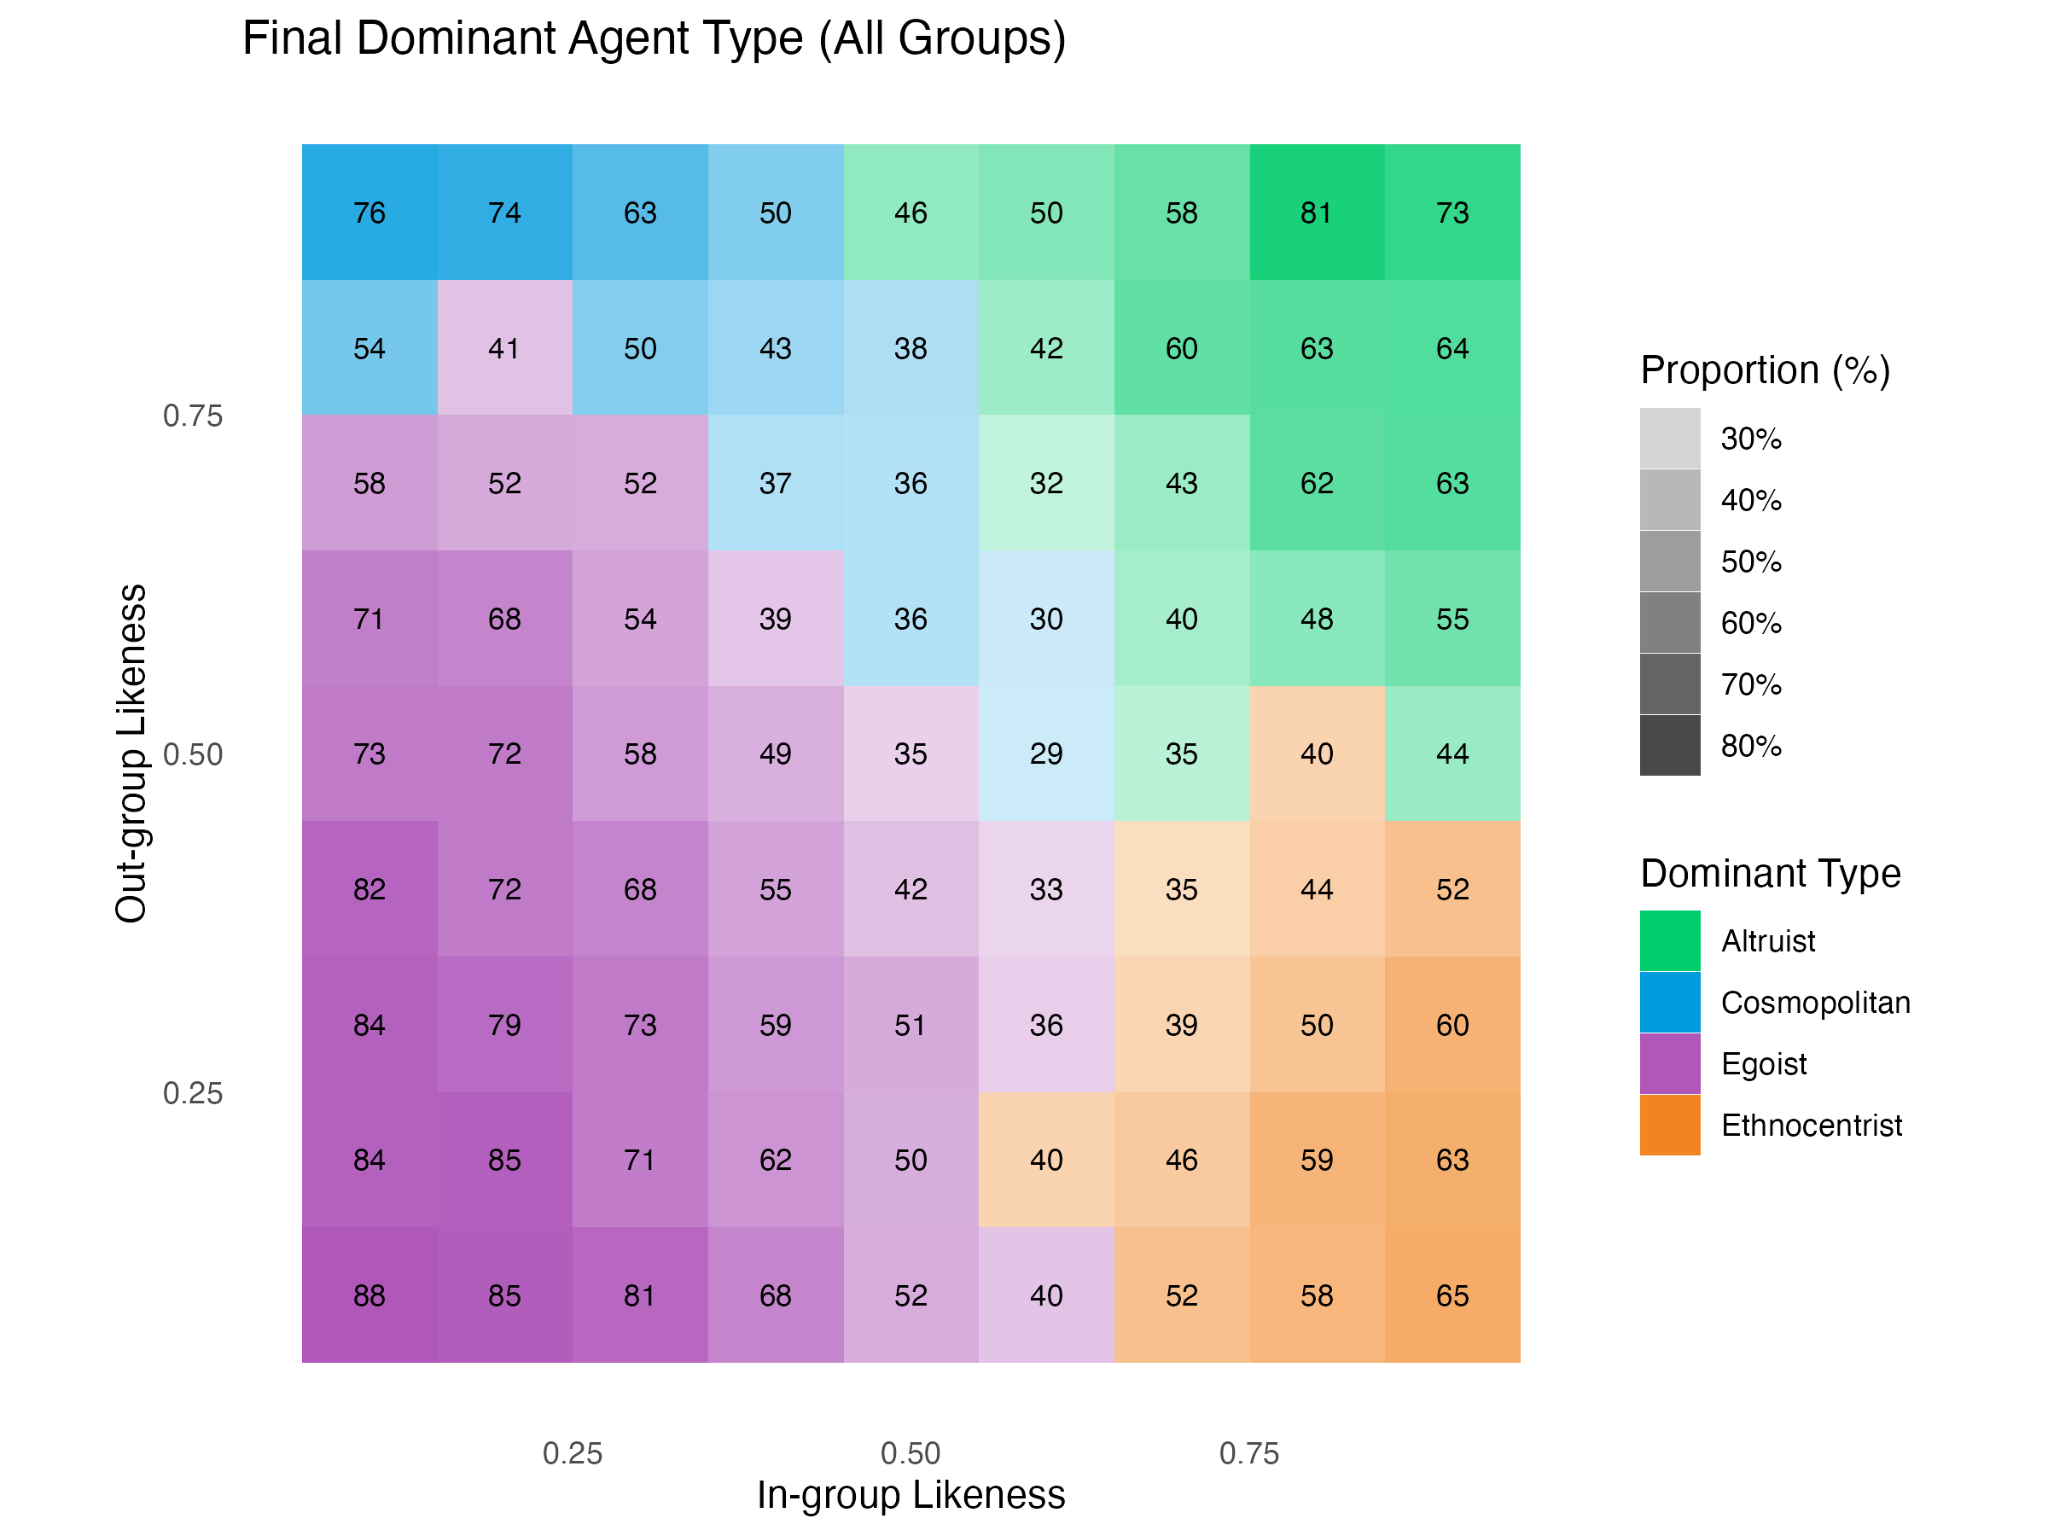 Final Dominant Agent Type (All Groups)
76 74 63 50 46 50 58 81 73
54 41 50 43 38 42 60 63 64
0.75
58 52 52 37 36 32 43 62 63
71 68 54 39 36 30 40 48 55
0.50 73 72 58 49 35 29 35 40 44
82 72 68 55 42 33 35 44 52
84 79 73 59 51 36 39 50 60
0.25
84 85 71 62 50 40 46 59 63
88 85 81 68 52 40 52 58 65
Out-group Likeness
0.25 0.50 0.75
In-group Likeness
Proportion (%)
30%
40%
50%
60%
70%
80%
Dominant Type
Altruist
Cosmopolitan
Egoist
Ethnocentrist